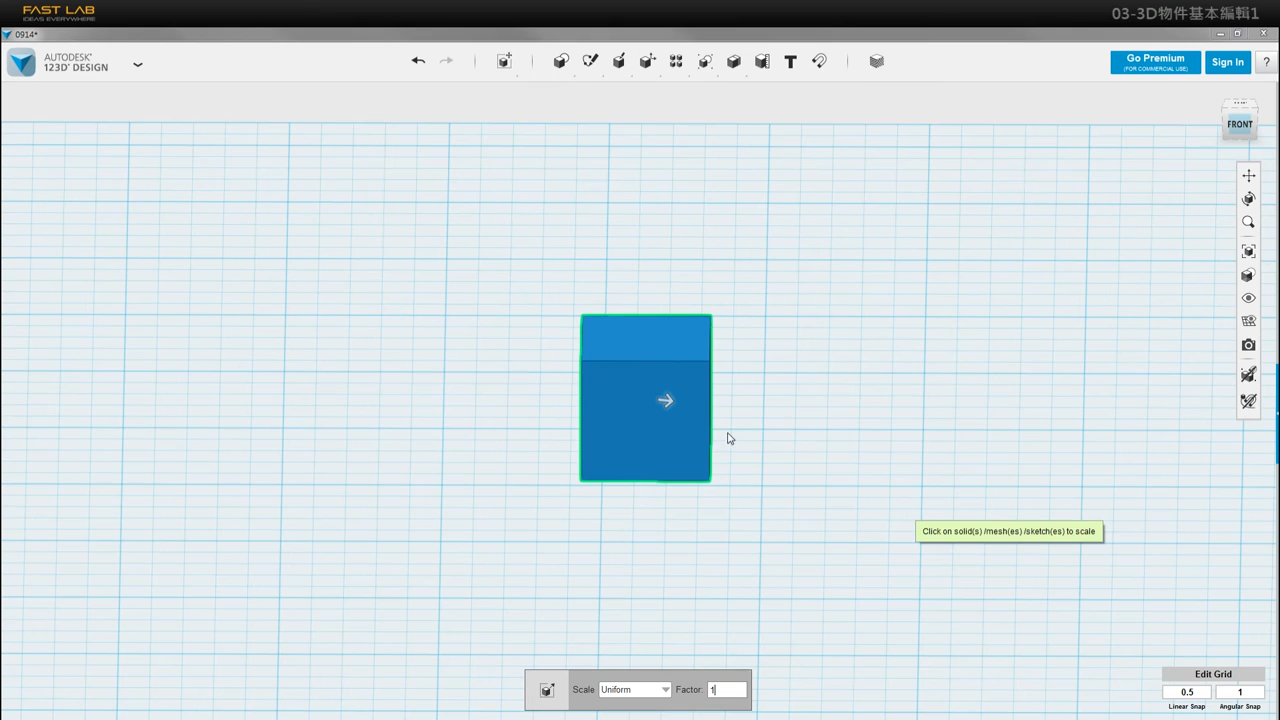 FAST LAB
IDEAS EVERYWHERE
03-3D物件基本編輯1
0914*
AUTODESK®
123D® DESIGN
Go Premium
(FOR COMMERCIAL USE)
Sign In
?
FRONT
Click on solid(s) /mesh(es) /sketch(es) to scale
Scale
Uniform
Factor:
1
Edit Grid
0.5
1
Linear Snap
Angular Snap